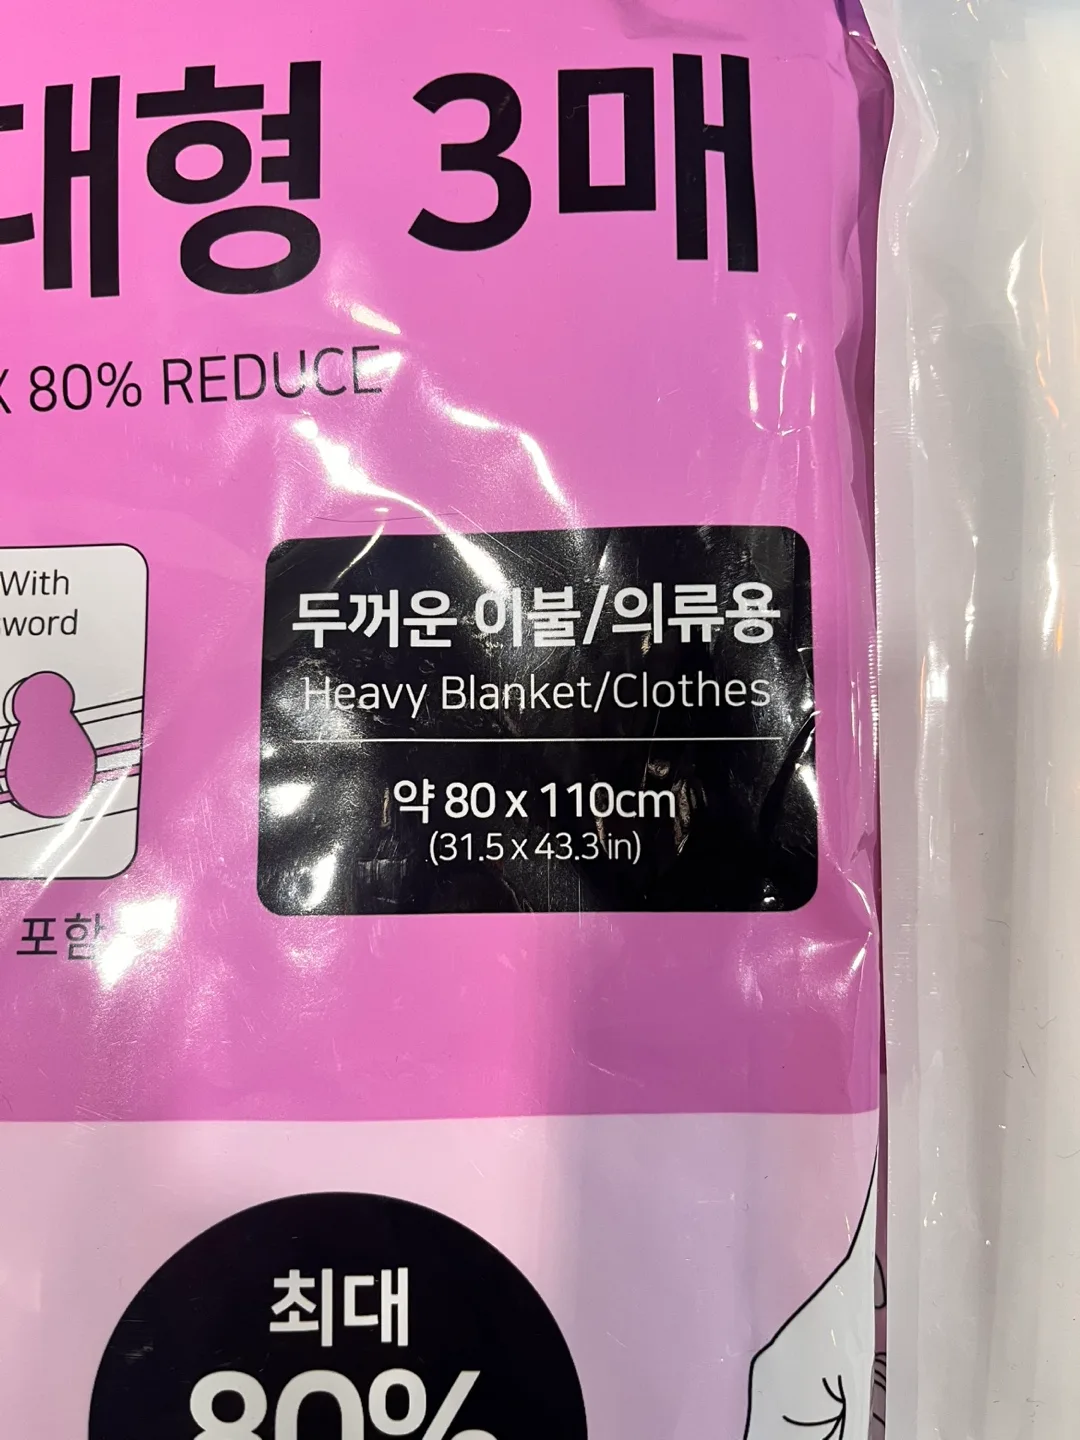 대형 3매
X 80% REDUCE
With
sword
두꺼운 이불/의류용
Heavy Blanket/Clothes
약 80 x 110cm
(31.5 x 43.3 in)
포함
최대
80%